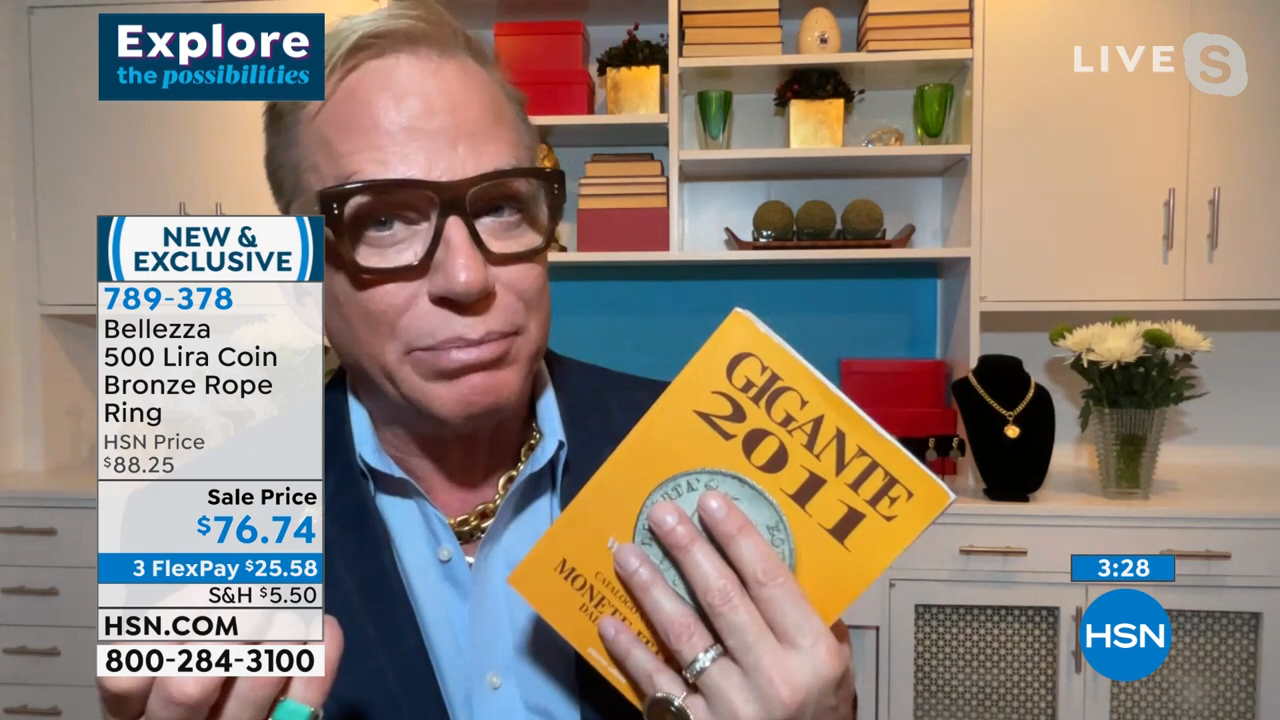 Explore
the possibilities
LIVE S
NEW &
EXCLUSIVE
789-378
Bellezza
500 Lira Coin
Bronze Rope
Ring
HSN Price
$88.25
Sale Price
$76.74
3 FlexPay $25.58
S&H $5.50
HSN.COM
800-284-3100
GIGANTE
2011
CATALOGO
MONETE
DAL
3:28
HSN